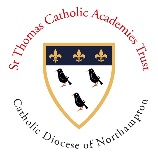 St Thomas Catholic Academies Trust
Catholic Diocese of Northampton